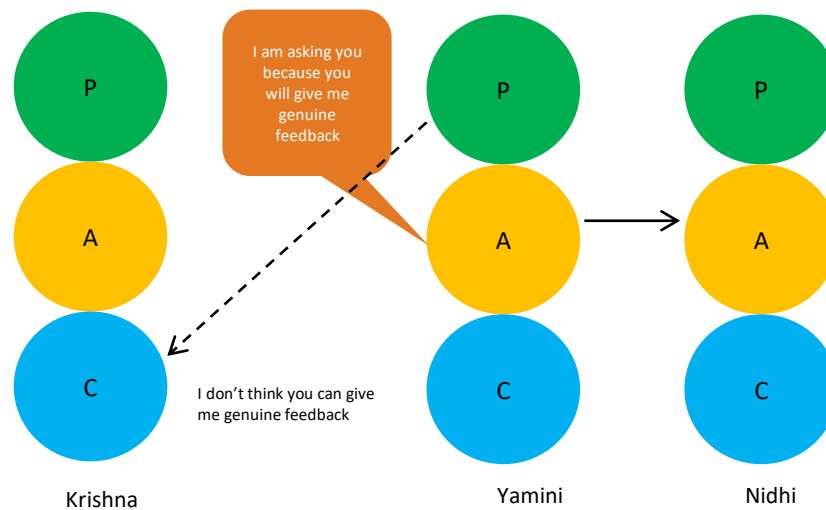 I am asking you
because you
will give me
genuine
feedback
P
P
P
A
A
A
C
C
C
I don’t think you can give
me genuine feedback
Krishna
Yamini
Nidhi